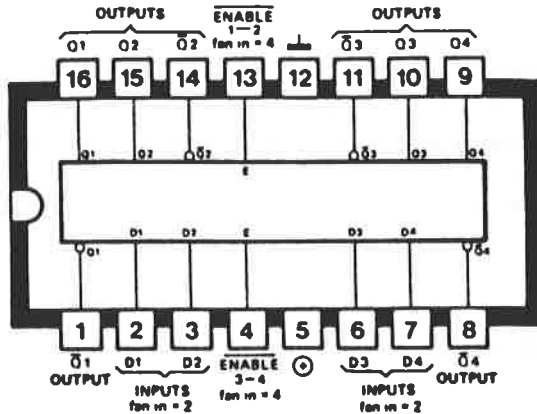 OUTPUTS ENABLE OUTPUTS
1–2
Q1 Q2 Q̄2 fan in = 4 Q̄3 Q3 Q4
16 15 14 13 12 11 10 9
Q1 Q2 Q̄2 Q̄3 Q3 Q4
E
D1 D2 E D3 D4
Q1 Q̄4
1 2 3 4 5 6 7 8
Q̄1 D1 D2 ENABLE D3 D4 Q̄4
OUTPUT 3–4 OUTPUT
INPUTS fan in = 4 INPUTS
fan in = 2 fan in = 2